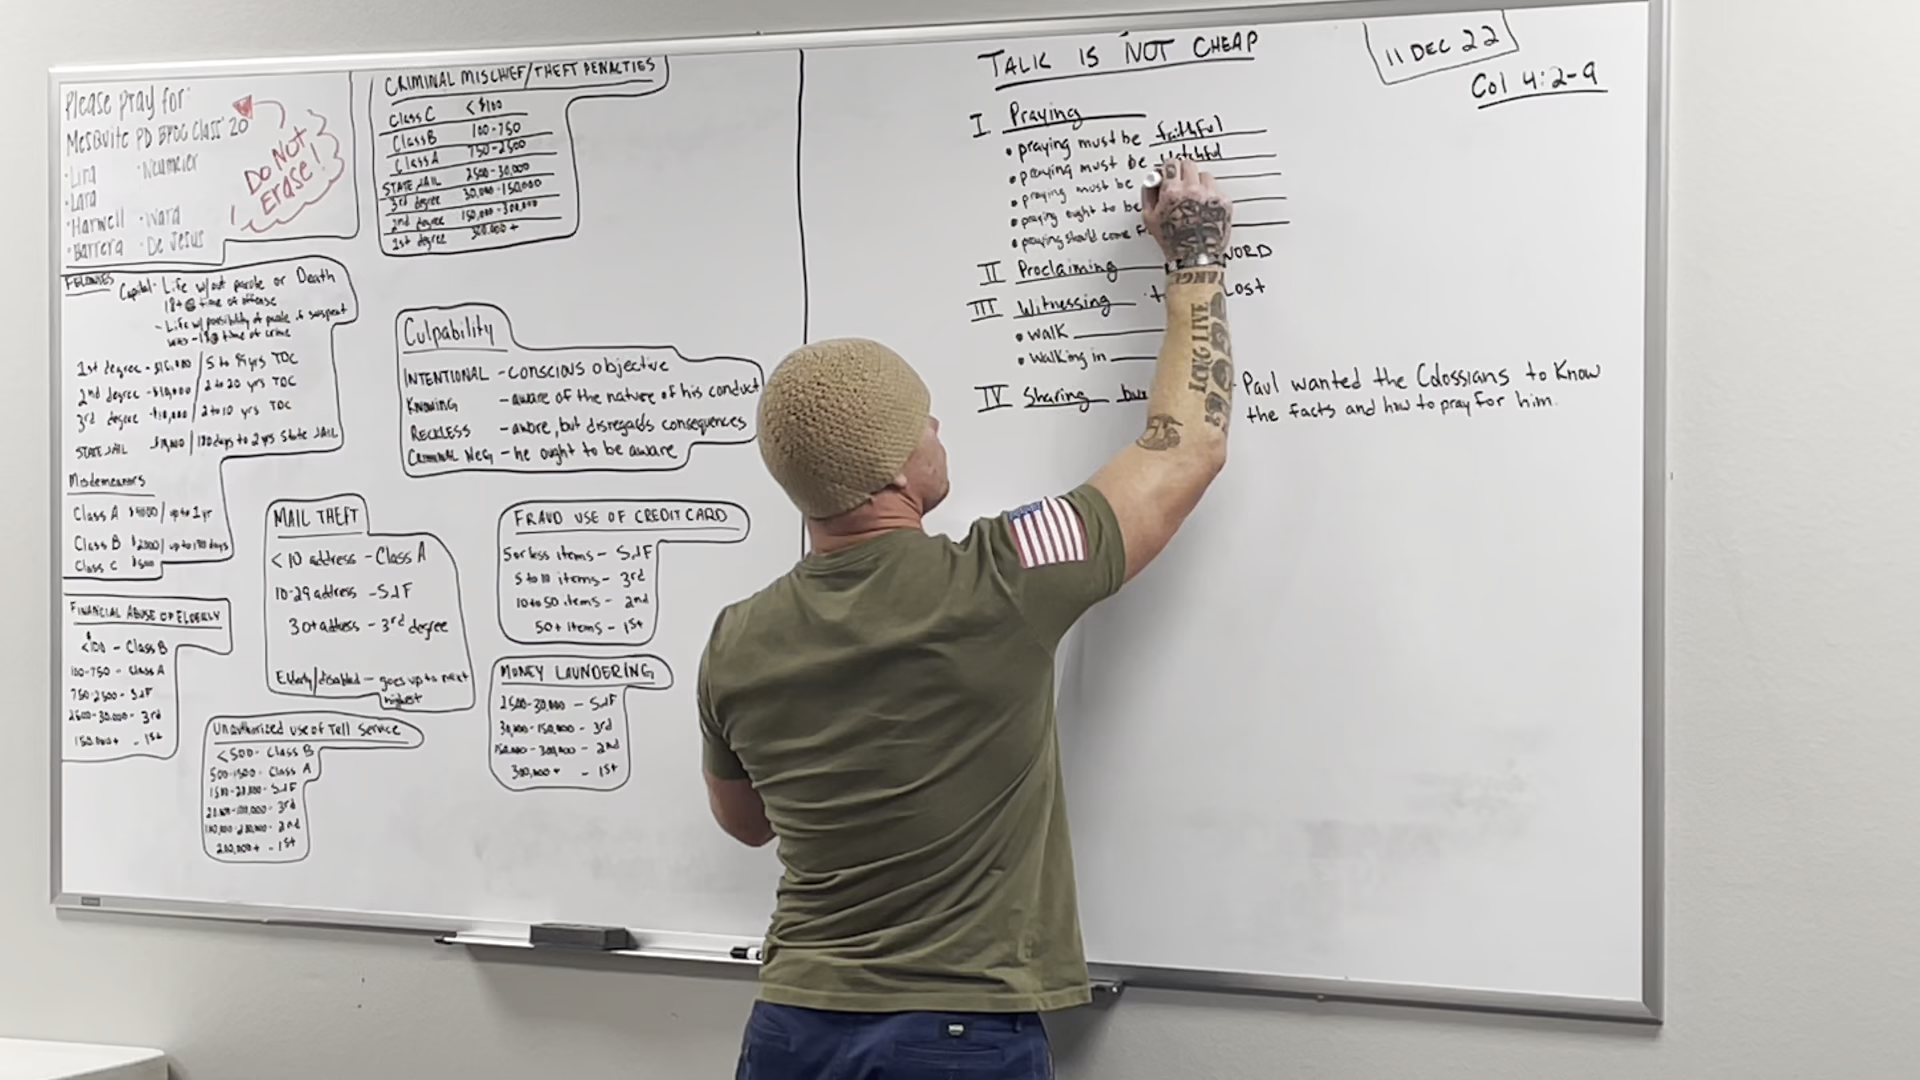 Please pray for:
Mesquite PD BPOC Class' 20
• Ling • Neumeier
• Lara
• Harwell • Ward
• Barrera • De Jesus
DO NOT
ERASE!
CRIMINAL MISCHIEF/THEFT PENALTIES
Class C < $100
Class B 100-750
Class A 750-2500
STATE JAIL 2500-30,000
3rd degree 30,000-150,000
2nd degree 150,000-300,000
1st degree 300,000+
FELONIES
Capital- Life w/out parole or Death
18+ @ time of offense
- Life w/ possibility of parole if suspect
was -18 @ time of crime
1st degree - $10,000 / 5 to 99yrs TDC
2nd degree - $10,000 / 2 to 20 yrs TDC
3rd degree - $10,000 / 2 to 10 yrs TDC
STATE JAIL $10,000 / 180 days to 2 yrs State JAIL
Misdemeanors
Class A $4000 / up to 1 yr
Class B $2000 / up to 180 days
Class C $500
Culpability
INTENTIONAL - conscious objective
KNOWING - aware of the nature of his conduct
RECKLESS - aware, but disregards consequences
CRIMINAL NEG - he ought to be aware
MAIL THEFT
< 10 address - Class A
10-29 address - SJF
30+ address - 3rd degree
Elderly/disabled - goes up to next
highest
FRAUD USE OF CREDIT CARD
5 or less items - SJF
5 to 10 items - 3rd
10 to 50 items - 2nd
50+ items - 1st
FINANCIAL ABUSE OF ELDERLY
<$100 - Class B
100-750 - Class A
750-2500 - SJF
2500-30,000 - 3rd
150,000+ - 1st
MONEY LAUNDERING
2500-30,000 - SJF
30,000-150,000 - 3rd
150,000-300,000 - 2nd
300,000+ - 1st
Unauthorized use of Tell Service
<500 - Class B
500-1500 - Class A
1500-20,000 - SJF
20,000-100,000 - 3rd
100,000-200,000 - 2nd
200,000+ - 1st
TALK IS NOT CHEAP
11 DEC 22
Col 4:2-9
I Praying
• praying must be faithful
• praying must be watchful
• praying must be
• praying ought to be
• praying should come
II Proclaiming WORD
III Witnessing Lost
• walk
• walking in
IV Sharing
Paul wanted the Colossians to Know
the facts and how to pray for him.
LONG LIVE